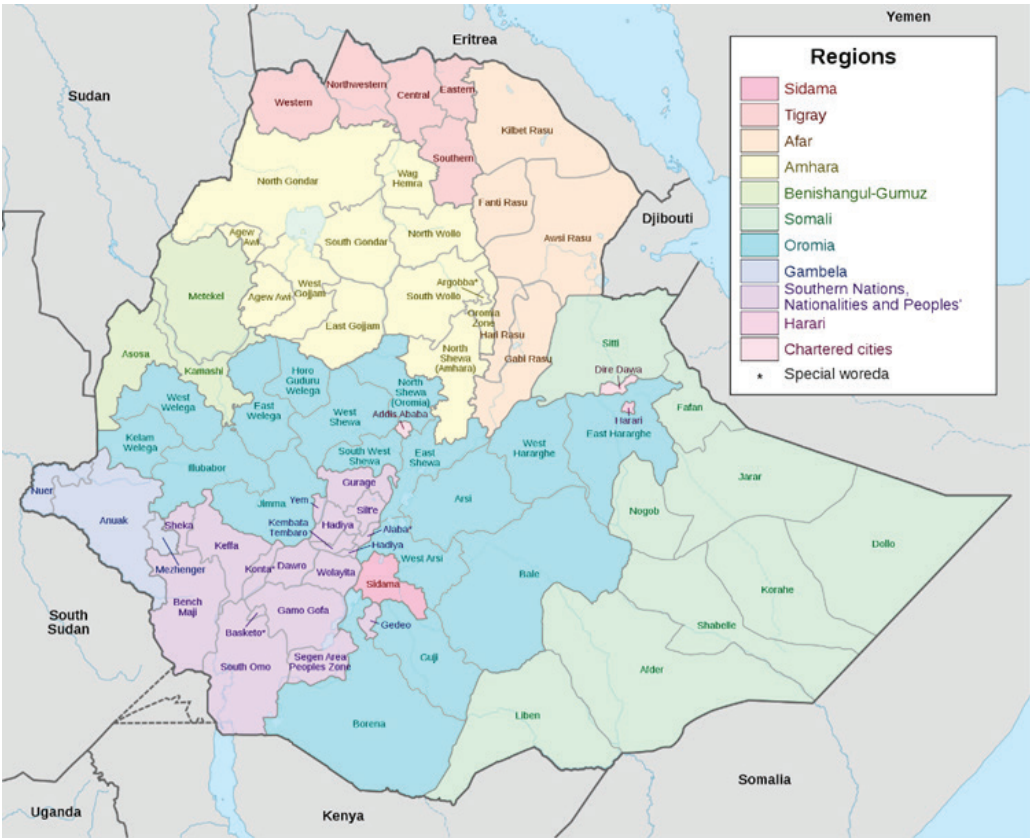 Yemen
Eritrea
Sudan
Djibouti
South
Sudan
Uganda
Kenya
Somalia
Regions
Sidama
Tigray
Afar
Amhara
Benishangul-Gumuz
Somali
Oromia
Gambela
Southern Nations,
Nationalities and Peoples'
Harari
Chartered cities
* Special woreda
Western
Northwestern
Central
Eastern
Southern
Kilbet Rasu
Fanti Rasu
Awsi Rasu
Hari Rasu
Gabi Rasu
North Gondar
Wag
Hemra
Agew
Awi
South Gondar
North Wollo
West
Gojjam
Agew Awi
Argobba*
South Wollo
Oromia
Zone
East Gojjam
North
Shewa
(Amhara)
Metekel
Asosa
Kamashi
West
Welega
Horo
Guduru
Welega
East
Welega
North
Shewa
(Oromia)
West
Shewa
Addis Ababa
Kelam
Welega
South West
Shewa
East
Shewa
Illubabor
Jimma
Arsi
West
Hararghe
East Hararghe
Harari
Dire Dawa
Sitti
Fafan
Jarar
Nogob
Dollo
Korahe
Shabelle
Afder
Liben
Nuer
Anuak
Mezhenger
Sheka
Keffa
Bench
Maji
Yem
Gurage
Silt'e
Hadiya
Kembata
Tembaro
Alaba*
Hadiya
West Arsi
Bale
Konta*
Dawro
Wolayita
Sidama
Gamo Gofa
Gedeo
Basketo*
Guji
South Omo
Segen Area
Peoples Zone
Borena